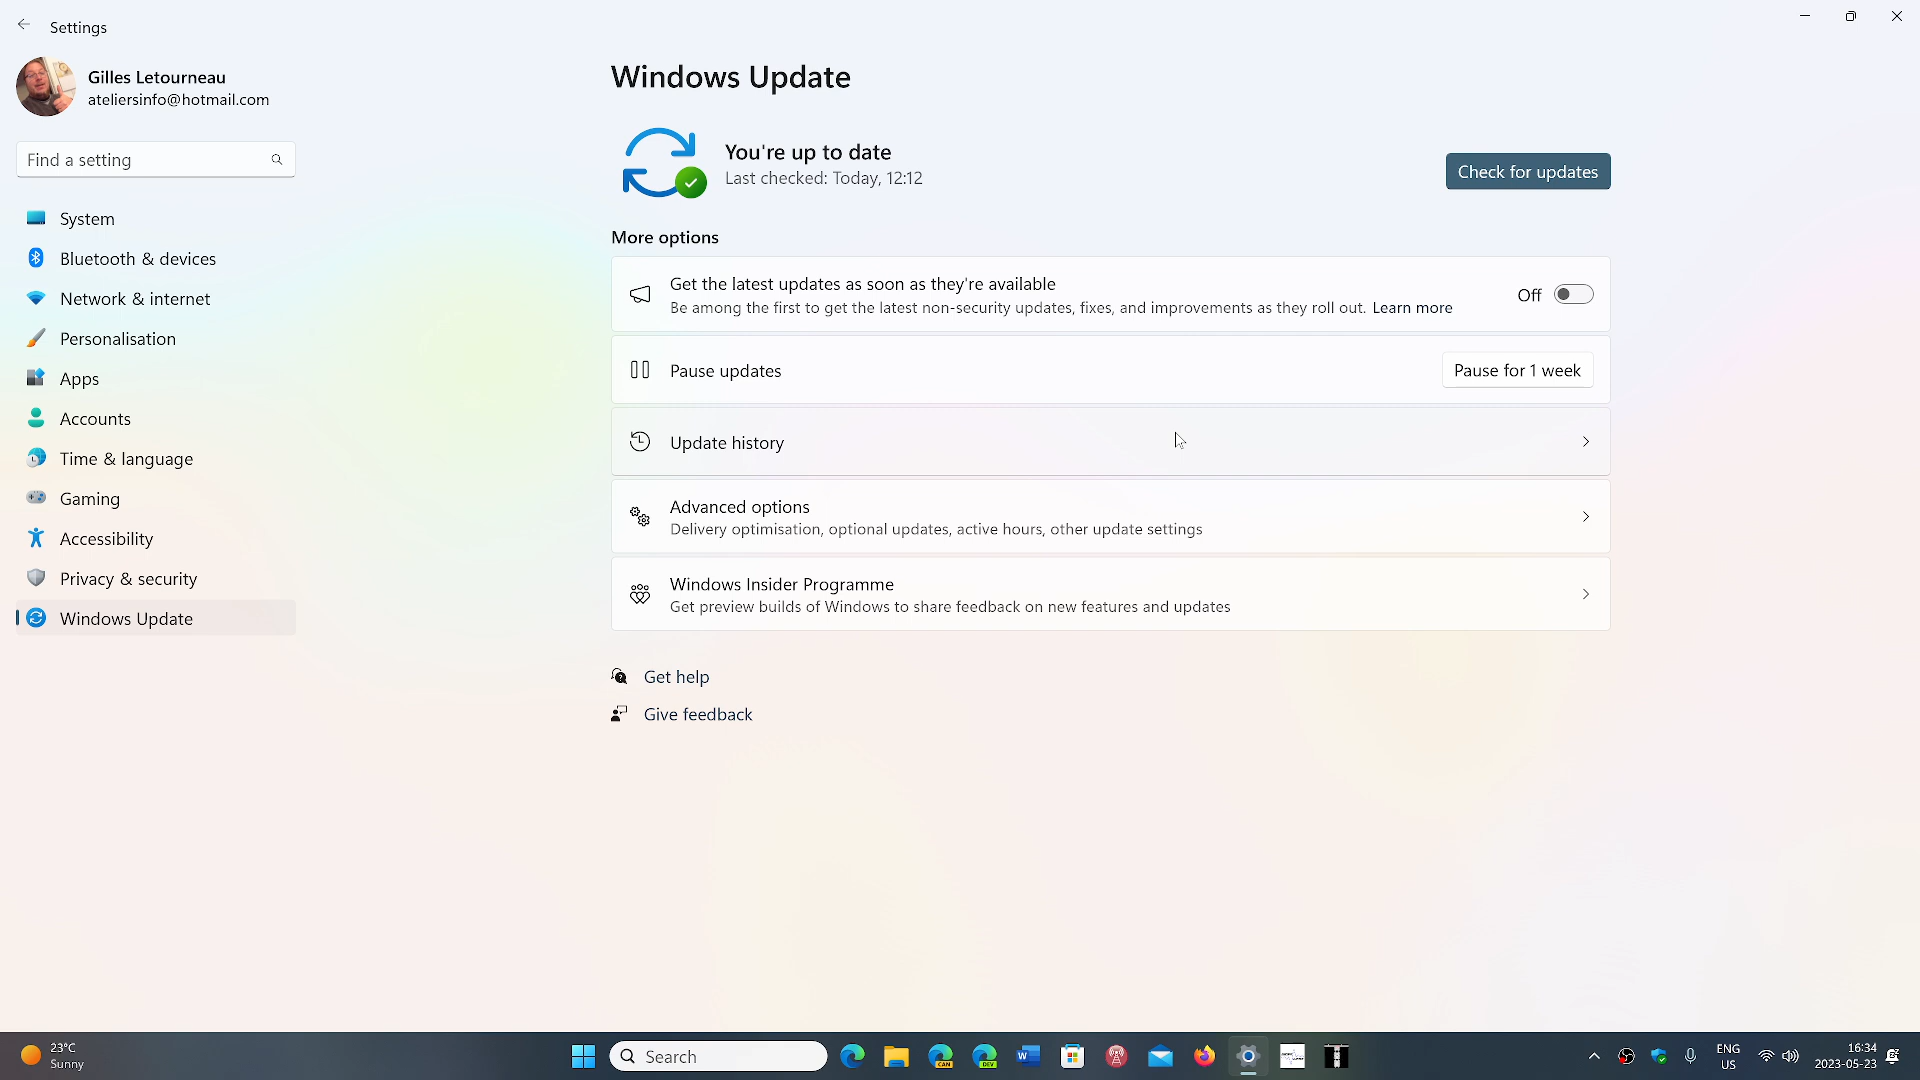 Settings
Gilles Letourneau
ateliersinfo@hotmail.com
Find a setting
System
Bluetooth & devices
Network & internet
Personalisation
Apps
Accounts
Time & language
Gaming
Accessibility
Privacy & security
Windows Update
Windows Update
You're up to date
Last checked: Today, 12:12
Check for updates
More options
Get the latest updates as soon as they're available
Be among the first to get the latest non-security updates, fixes, and improvements as they roll out. Learn more
Off
Pause updates
Pause for 1 week
Update history
Advanced options
Delivery optimisation, optional updates, active hours, other update settings
Windows Insider Programme
Get preview builds of Windows to share feedback on new features and updates
Get help
Give feedback
23°C
Sunny
Search
CAN
DEV
ENG
US
16:34
2023-05-23